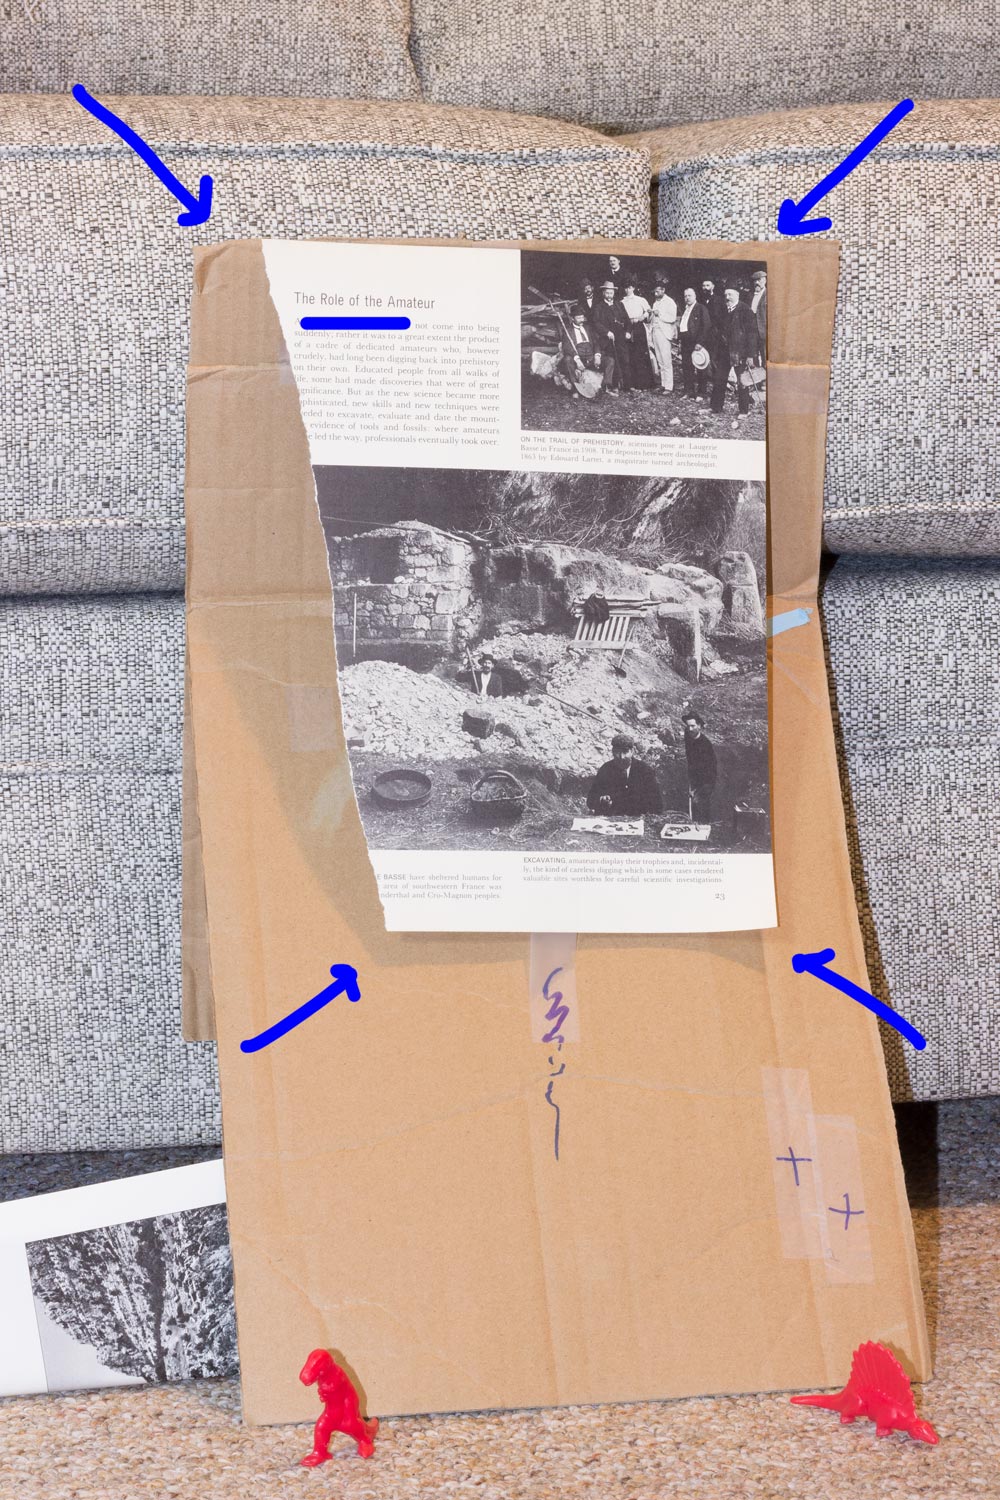 The Role of the Amateur
not come into being
suddenly; rather it was to a great extent the product
of a cadre of dedicated amateurs who, however
crudely, had long been digging back into prehistory
on their own. Educated people from all walks of
life, some had made discoveries that were of great
significance. But as the new science became more
sophisticated, new skills and new techniques were
eded to excavate, evaluate and date the mount-
evidence of tools and fossils: where amateurs
e led the way, professionals eventually took over.
ON THE TRAIL OF PREHISTORY, scientists pose at Laugerie
Basse in France in 1908. The deposits here were discovered in
1863 by Edouard Lartet, a magistrate turned archeologist.
E BASSE have sheltered humans for
area of southwestern France was
anderthal and Cro-Magnon peoples.
EXCAVATING, amateurs display their trophies and, incidental-
ly, the kind of careless digging which in some cases rendered
valuable sites worthless for careful scientific investigations.
23
+
+